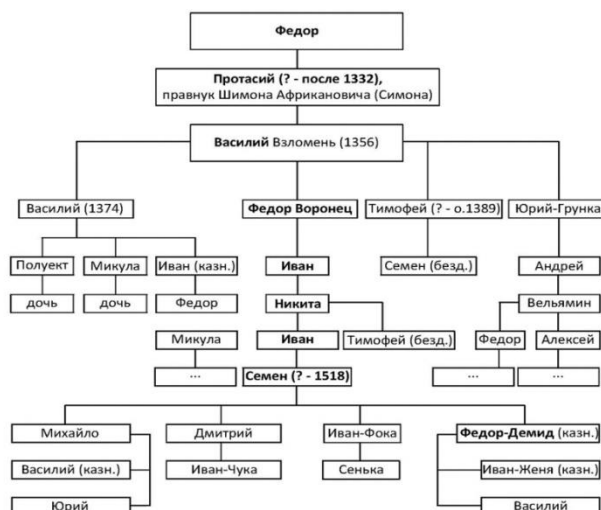 Федор
Протасий (? - после 1332),
правнук Шимона Африкановича (Симона)
Василий Взломень (1356)
Василий (1374)
Федор Воронец
Тимофей (? - о.1389)
Юрий-Грунка
Полуект
Микула
Иван (казн.)
Иван
Семен (безд.)
Андрей
дочь
дочь
Федор
Никита
Вельямин
Микула
Иван
Тимофей (безд.)
Федор
Алексей
...
Семен (? - 1518)
...
...
Михайло
Дмитрий
Иван-Фока
Федор-Демид (казн.)
Василий (казн.)
Иван-Чука
Сенька
Иван-Женя (казн.)
Юрий
Василий